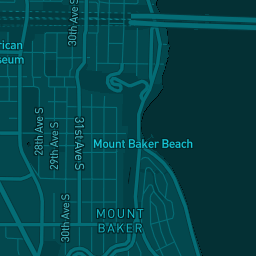 30th Ave S
rican
seum
28th Ave S
29th Ave S
31st Ave S
Mount Baker Beach
30th Ave S
MOUNT
BAKER